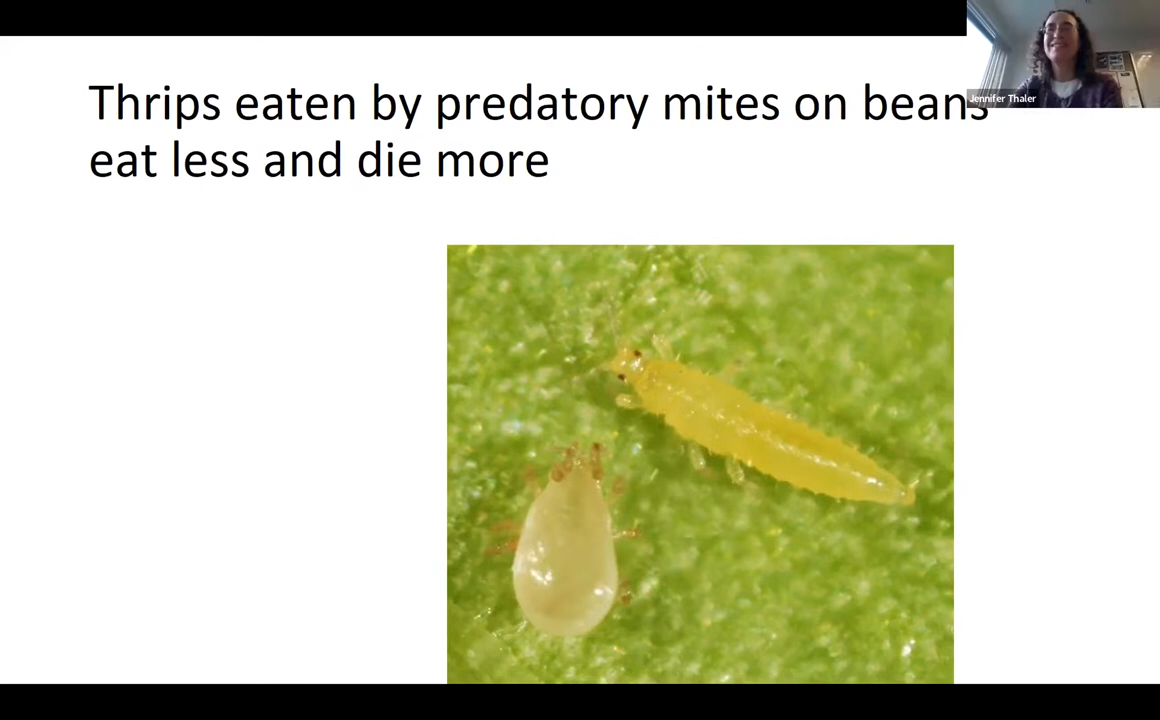 Thrips eaten by predatory mites on beans
eat less and die more
Jennifer Thaler